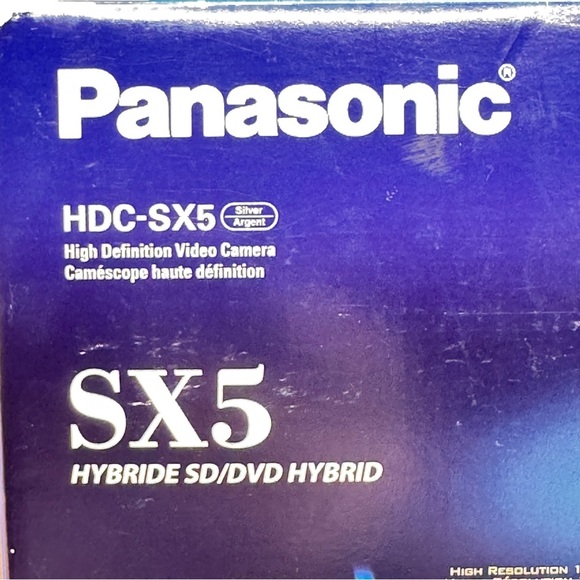 Panasonic®
HDC-SX5 Silver Argent
High Definition Video Camera
Caméscope haute définition
SX5
HYBRIDE SD/DVD HYBRID
HIGH RESOLUTION 1